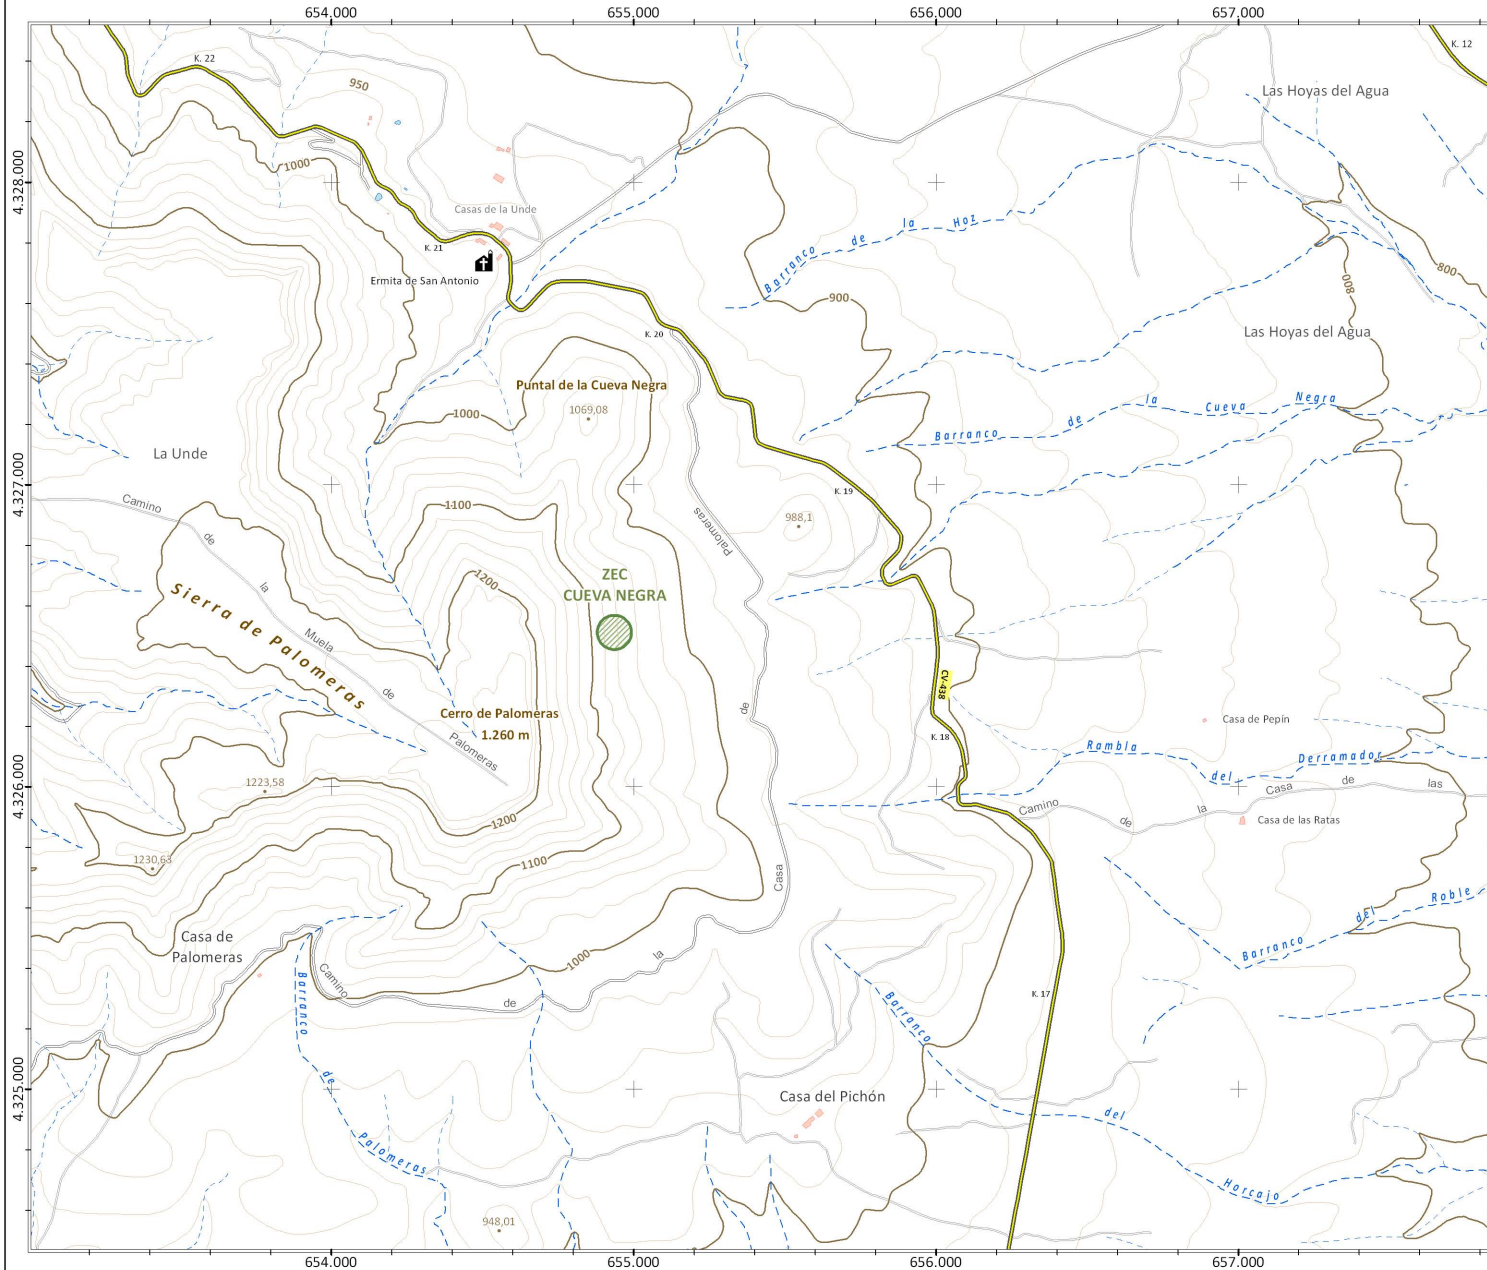 654.000 655.000 656.000 657.000
K. 22
K. 12
950
Las Hoyas del Agua
4.328.000
1000
Casas de la Unde
Barranco de la Hoz
K. 21
Ermita de San Antonio
800
800
900
K. 20
Las Hoyas del Agua
Puntal de la Cueva Negra
1069,08
1000
Barranco de la Cueva Negra
La Unde
4.327.000
K. 19
Camino de la Muela de Palomeras
1100
988,1
Camino de la Casa de Palomeras
1200
ZEC
CUEVA NEGRA
Sierra de Palomeras
CV-438
Cerro de Palomeras
1.260 m
Casa de Pepín
K. 18
Rambla del Derramador
4.326.000
1223,58
Camino de la Casa de las
1200
Casa de las Ratas
1230,63
1100
Barranco del Roble
Casa de
Palomeras
1000
K. 17
Barranco de Palomeras
Barranco del Horcajo
4.325.000
Casa del Pichón
948,01
654.000 655.000 656.000 657.000